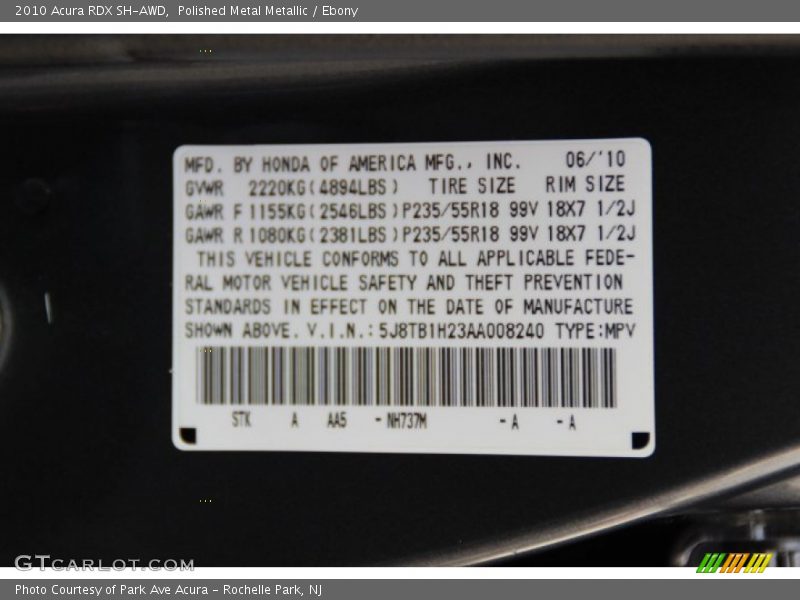 2010 Acura RDX SH-AWD,  Polished Metal Metallic / Ebony
MFD. BY HONDA OF AMERICA MFG., INC. 06/'10
GVWR 2220KG(4894LBS) TIRE SIZE RIM SIZE
GAWR F 1155KG(2546LBS)P235/55R18 99V 18X7 1/2J
GAWR R 1080KG(2381LBS)P235/55R18 99V 18X7 1/2J
THIS VEHICLE CONFORMS TO ALL APPLICABLE FEDE-
RAL MOTOR VEHICLE SAFETY AND THEFT PREVENTION
STANDARDS IN EFFECT ON THE DATE OF MANUFACTURE
SHOWN ABOVE. V.I.N.:5J8TB1H23AA008240 TYPE:MPV
STK A AA5 -NH737M -A -A
GTCARLOT.COM
Photo Courtesy of Park Ave Acura - Rochelle Park, NJ